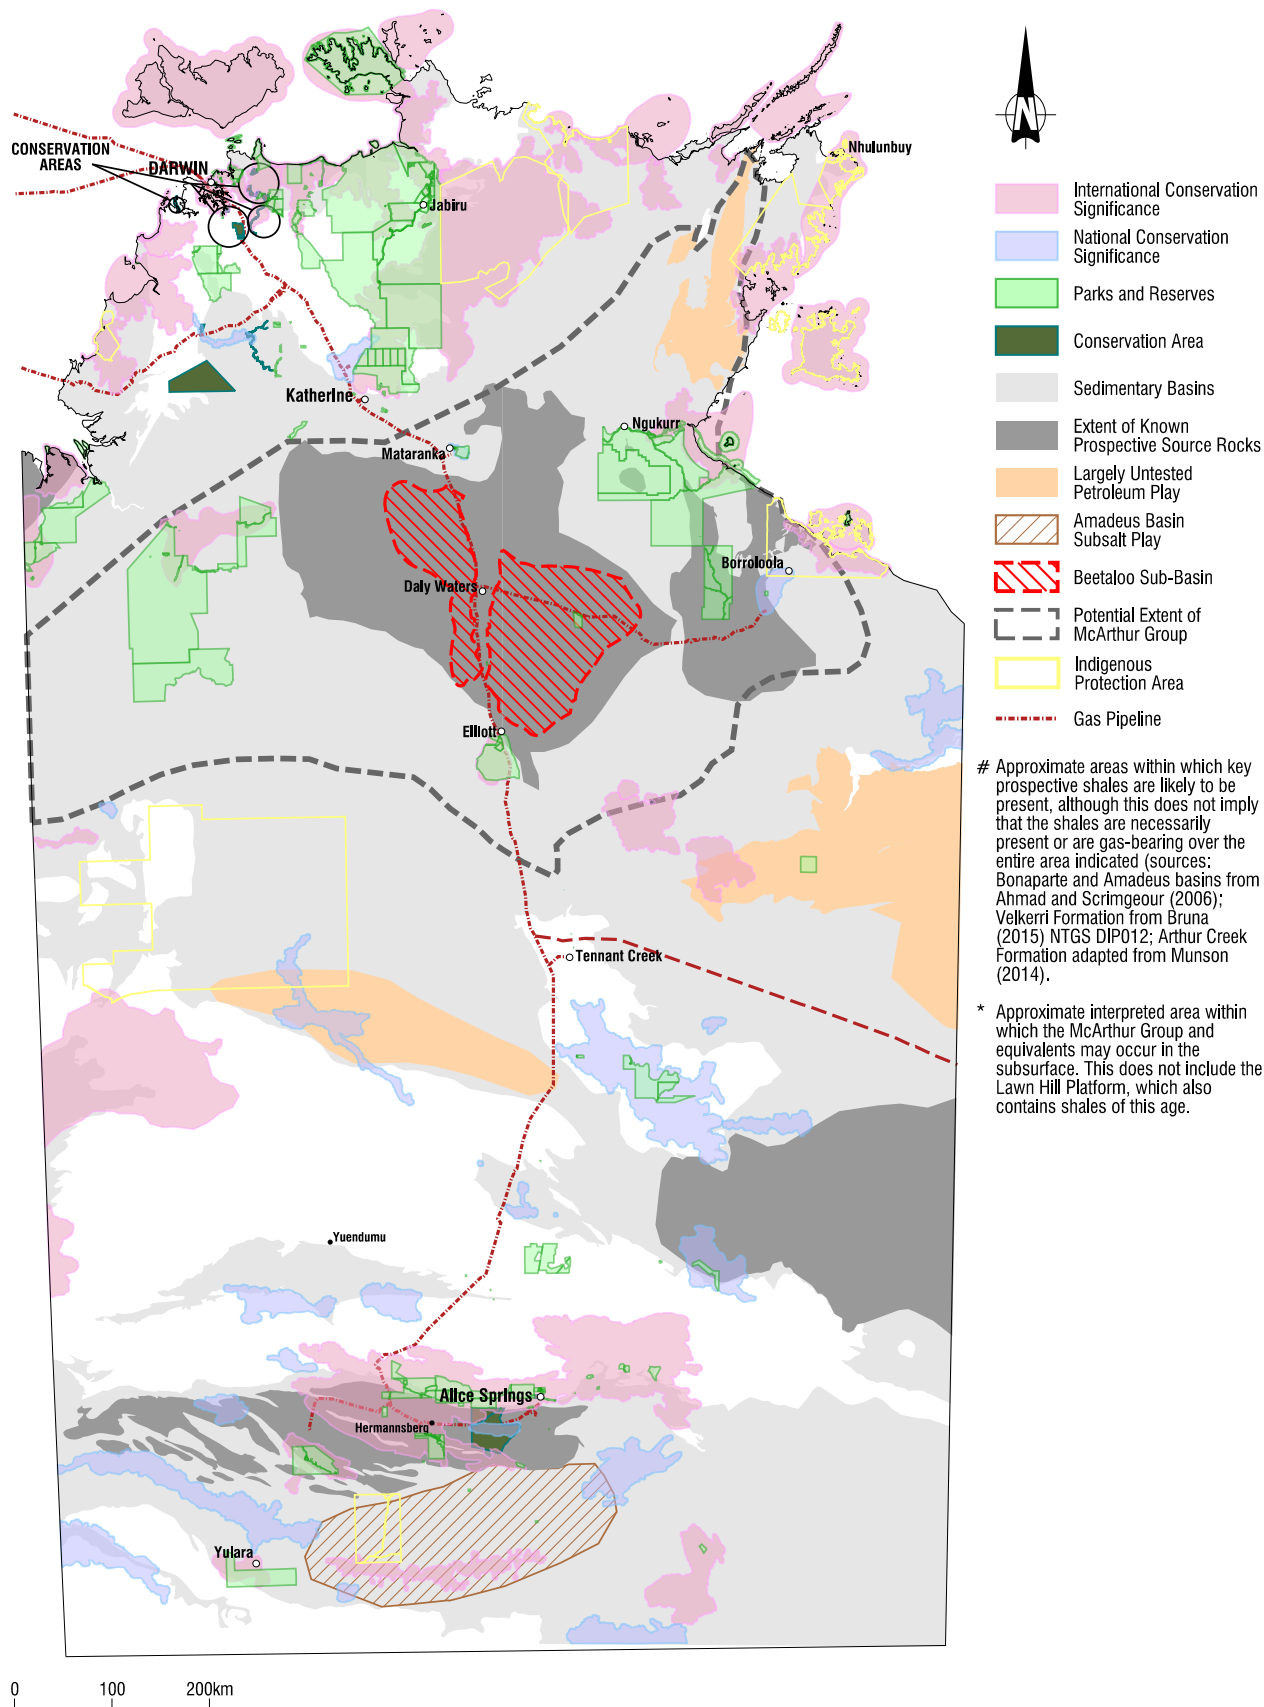 CONSERVATION
AREAS
DARWIN
Jabiru
Nhulunbuy
Katherine
Mataranka
Ngukurr
Borroloola
Daly Waters
Elliott
Tennant Creek
Yuendumu
Alice Springs
Hermannsberg
Yulara
0 100 200km
N
International Conservation
Significance
National Conservation
Significance
Parks and Reserves
Conservation Area
Sedimentary Basins
Extent of Known
Prospective Source Rocks
Largely Untested
Petroleum Play
Amadeus Basin
Subsalt Play
Beetaloo Sub-Basin
Potential Extent of
McArthur Group
Indigenous
Protection Area
Gas Pipeline
# Approximate areas within which key
prospective shales are likely to be
present, although this does not imply
that the shales are necessarily
present or are gas-bearing over the
entire area indicated (sources:
Bonaparte and Amadeus basins from
Ahmad and Scrimgeour (2006);
Velkerri Formation from Bruna
(2015) NTGS DIP012; Arthur Creek
Formation adapted from Munson
(2014).
* Approximate interpreted area within
which the McArthur Group and
equivalents may occur in the
subsurface. This does not include the
Lawn Hill Platform, which also
contains shales of this age.